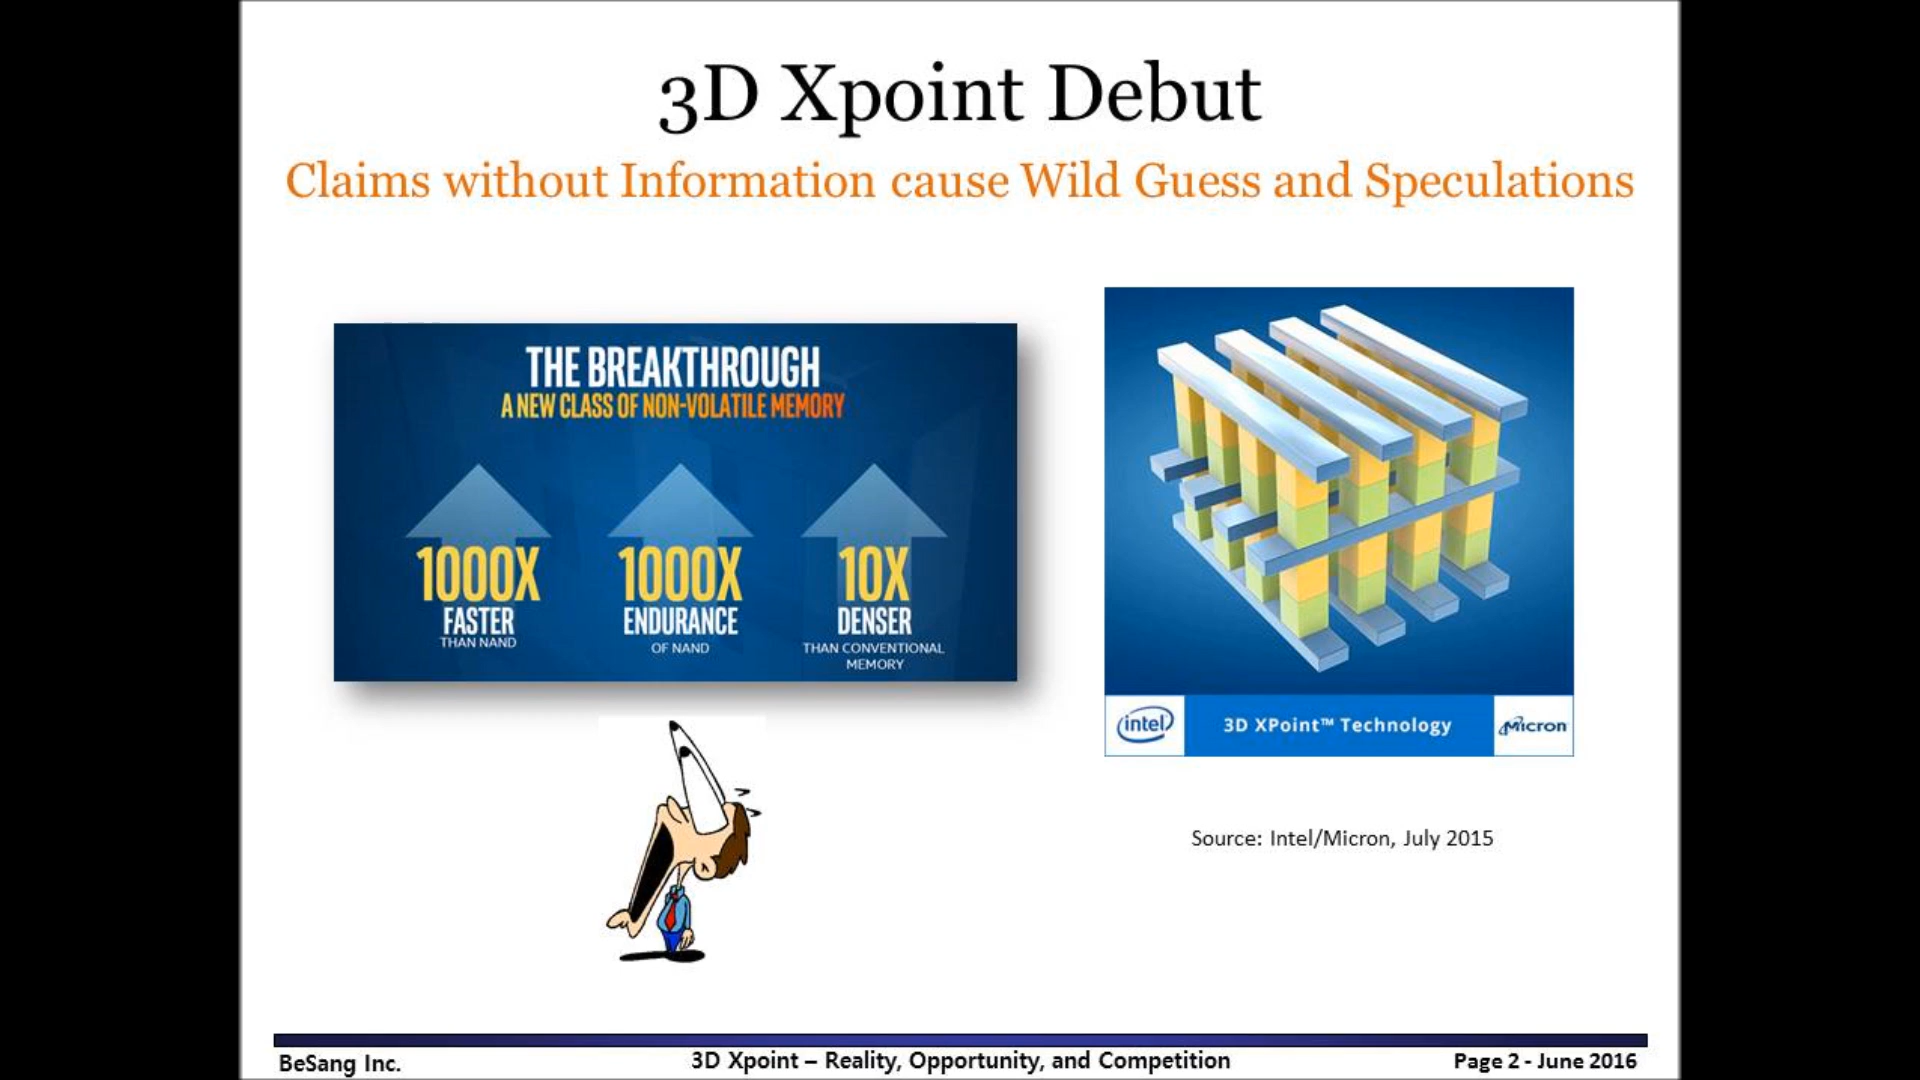 3D Xpoint Debut
Claims without Information cause Wild Guess and Speculations
THE BREAKTHROUGH
A NEW CLASS OF NON-VOLATILE MEMORY
1000X
FASTER
THAN NAND
1000X
ENDURANCE
OF NAND
10X
DENSER
THAN CONVENTIONAL
MEMORY
intel
3D XPoint™ Technology
Micron
Source: Intel/Micron, July 2015
BeSang Inc.
3D Xpoint – Reality, Opportunity, and Competition
Page 2 - June 2016